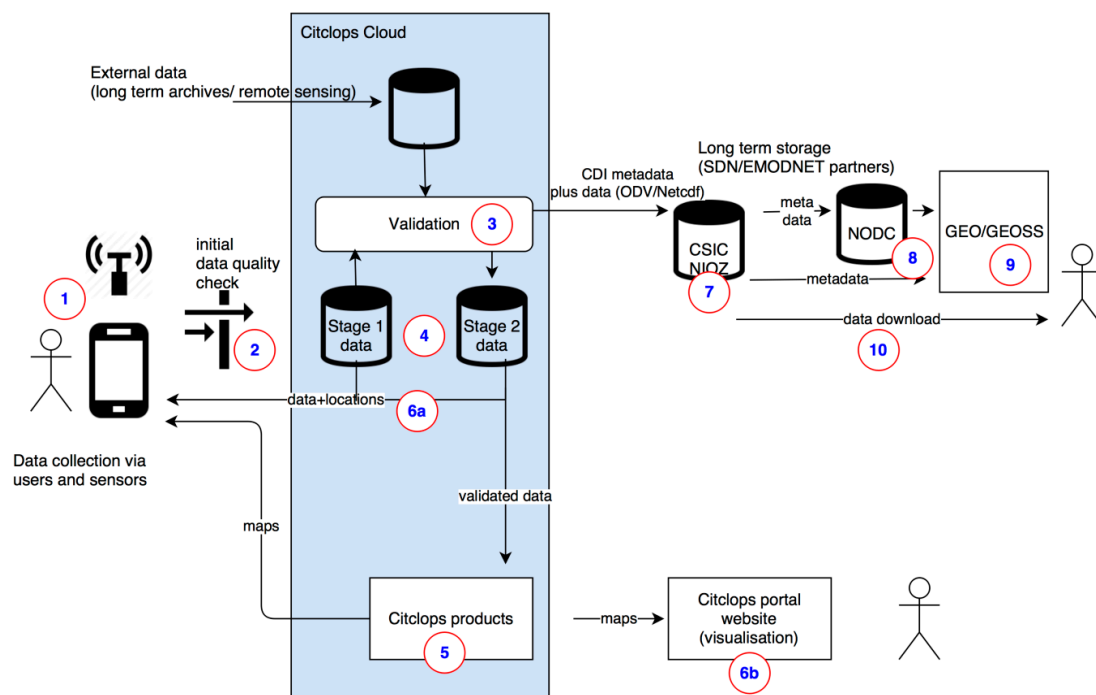 Citclops Cloud
External data
(long term archives/ remote sensing)
Long term storage
(SDN/EMODNET partners)
CDI metadata
plus data (ODV/Netcdf)
Validation
3
meta
data
NODC
8
GEO/GEOSS
9
CSIC
NIOZ
7
metadata
data download
10
initial
data quality
check
1
2
Stage 1
data
4
Stage 2
data
data+locations
6a
Data collection via
users and sensors
validated data
maps
Citclops products
5
maps
Citclops portal
website
(visualisation)
6b